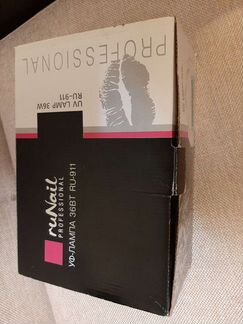 PROFESSIONAL
UV LAMP 36W
RU-911
ruNail
PROFESSIONAL
УФ-ЛАМПА 36ВТ RU-911